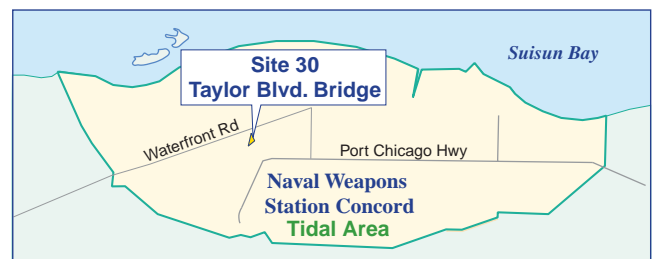 Suisun Bay
Site 30
Taylor Blvd. Bridge
Waterfront Rd
Port Chicago Hwy
Naval Weapons
Station Concord
Tidal Area